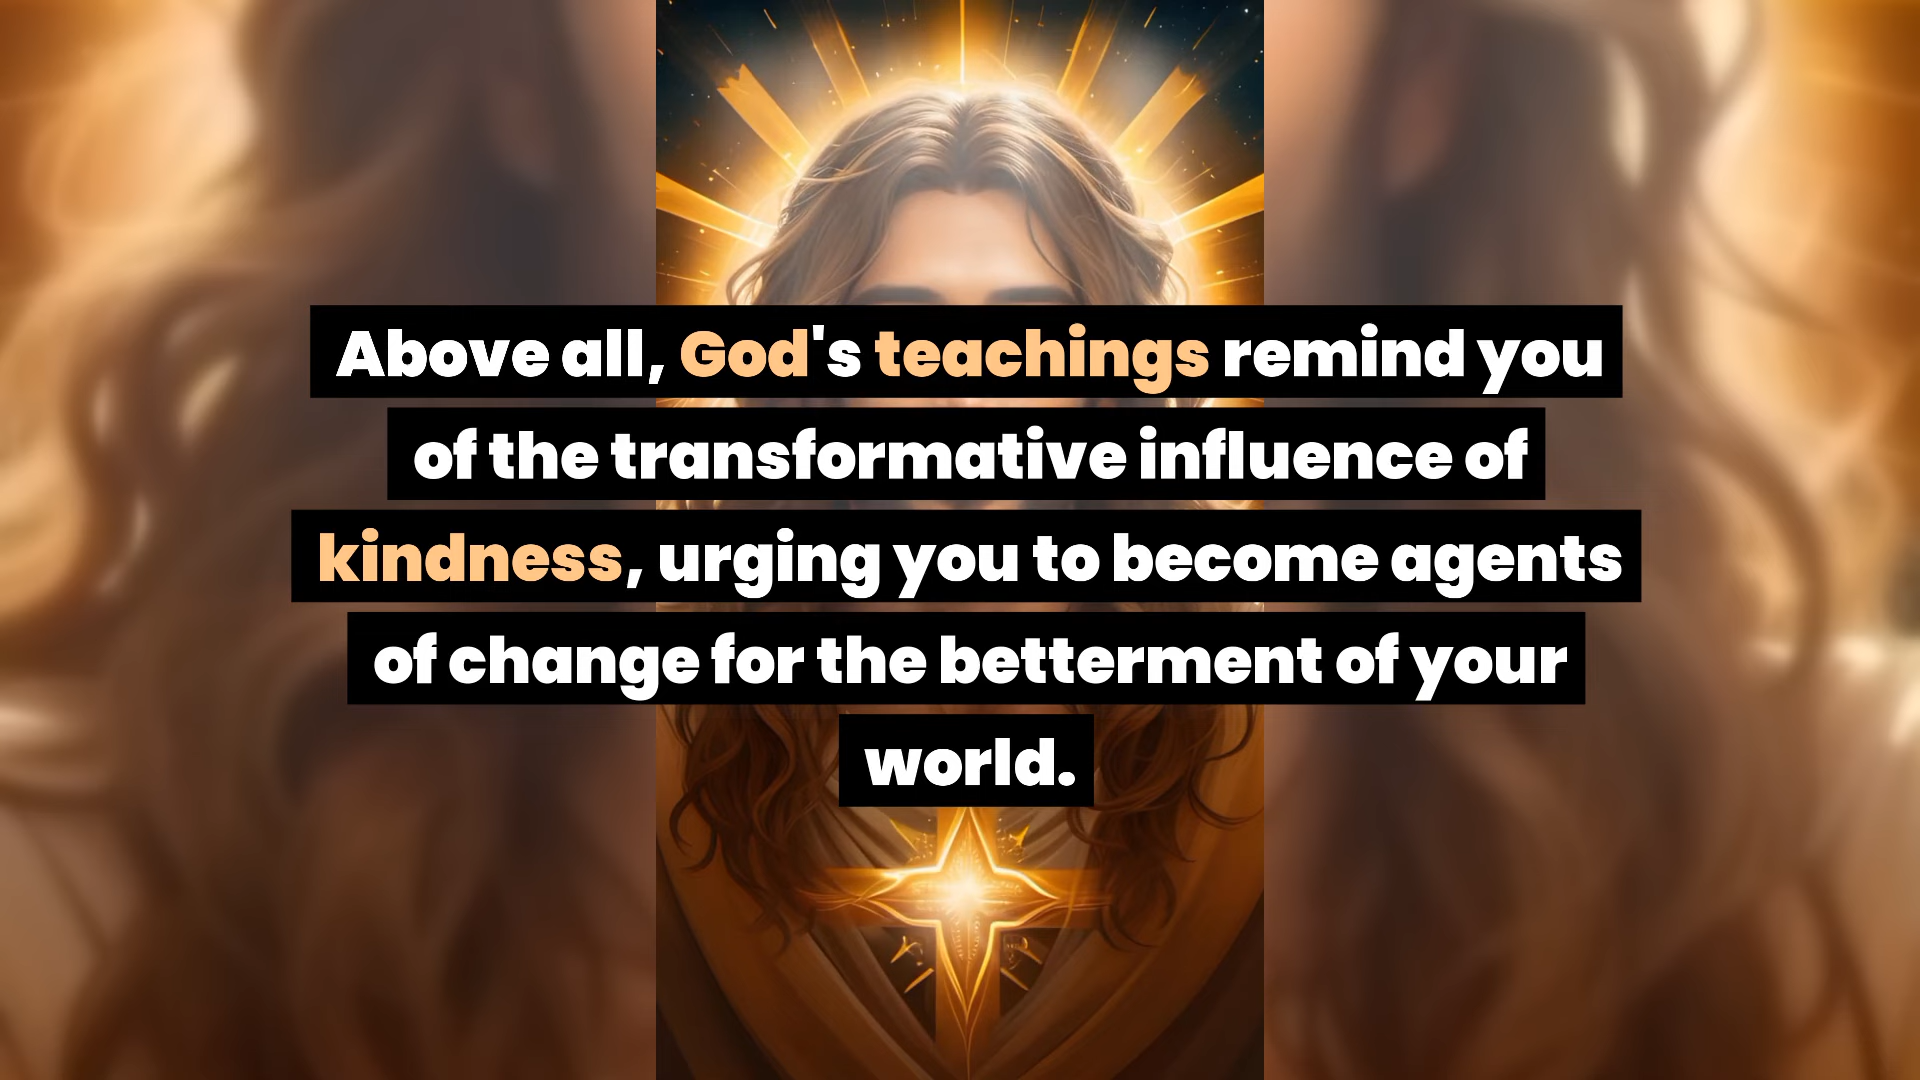 Above all, God's teachings remind you
of the transformative influence of
kindness, urging you to become agents
of change for the betterment of your
world.